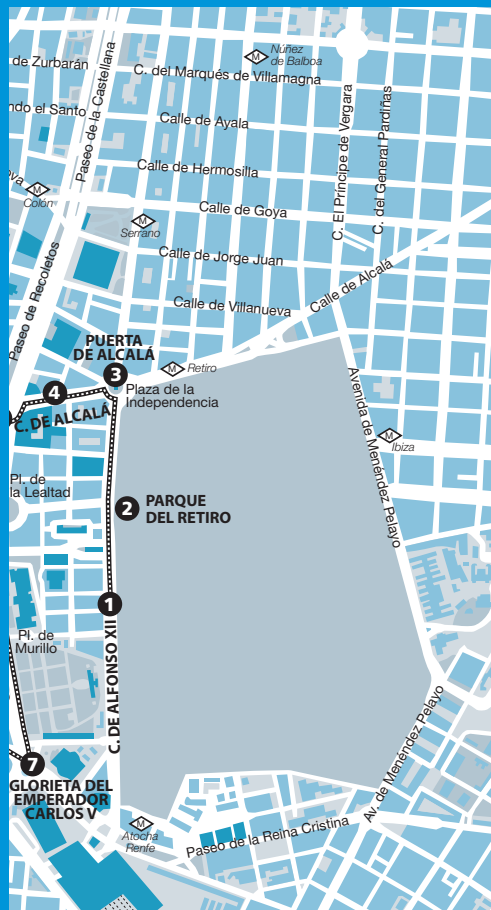 Núñez
de Balboa
M
de Zurbarán
C. del Marqués de Villamagna
Paseo de la Castellana
ndo el Santo
Calle de Ayala
C. El Príncipe de Vergara
C. del General Pardiñas
Calle de Hermosilla
ova
M
Colón
Calle de Goya
M
Serrano
Calle de Jorge Juan
Paseo de Recoletos
Calle de Villanueva
Calle de Alcalá
PUERTA
DE ALCALÁ
3
M
Retiro
4
C. DE ALCALÁ
Plaza de la
Independencia
Avenida de Menéndez Pelayo
M
Ibiza
Pl. de
la Lealtad
2
PARQUE
DEL RETIRO
1
Pl. de
Murillo
C. DE ALFONSO XII
7
GLORIETA DEL
EMPERADOR
CARLOS V
M
Atocha
Renfe
Paseo de la Reina Cristina
Av. de Menéndez Pelayo